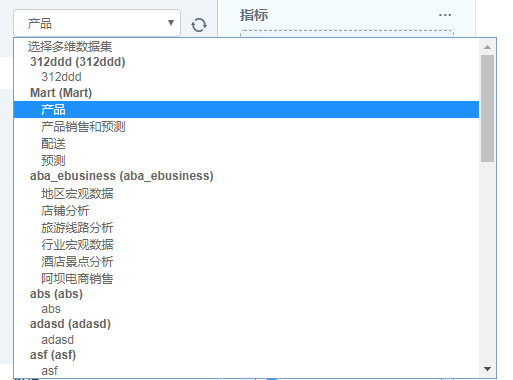 产品
指标
...
选择多维数据集
312ddd (312ddd)
312ddd
Mart (Mart)
产品
产品销售和预测
配送
预测
aba_ebusiness (aba_ebusiness)
地区宏观数据
店铺分析
旅游线路分析
行业宏观数据
酒店景点分析
阿坝电商销售
abs (abs)
abs
adasd (adasd)
adasd
asf (asf)
asf